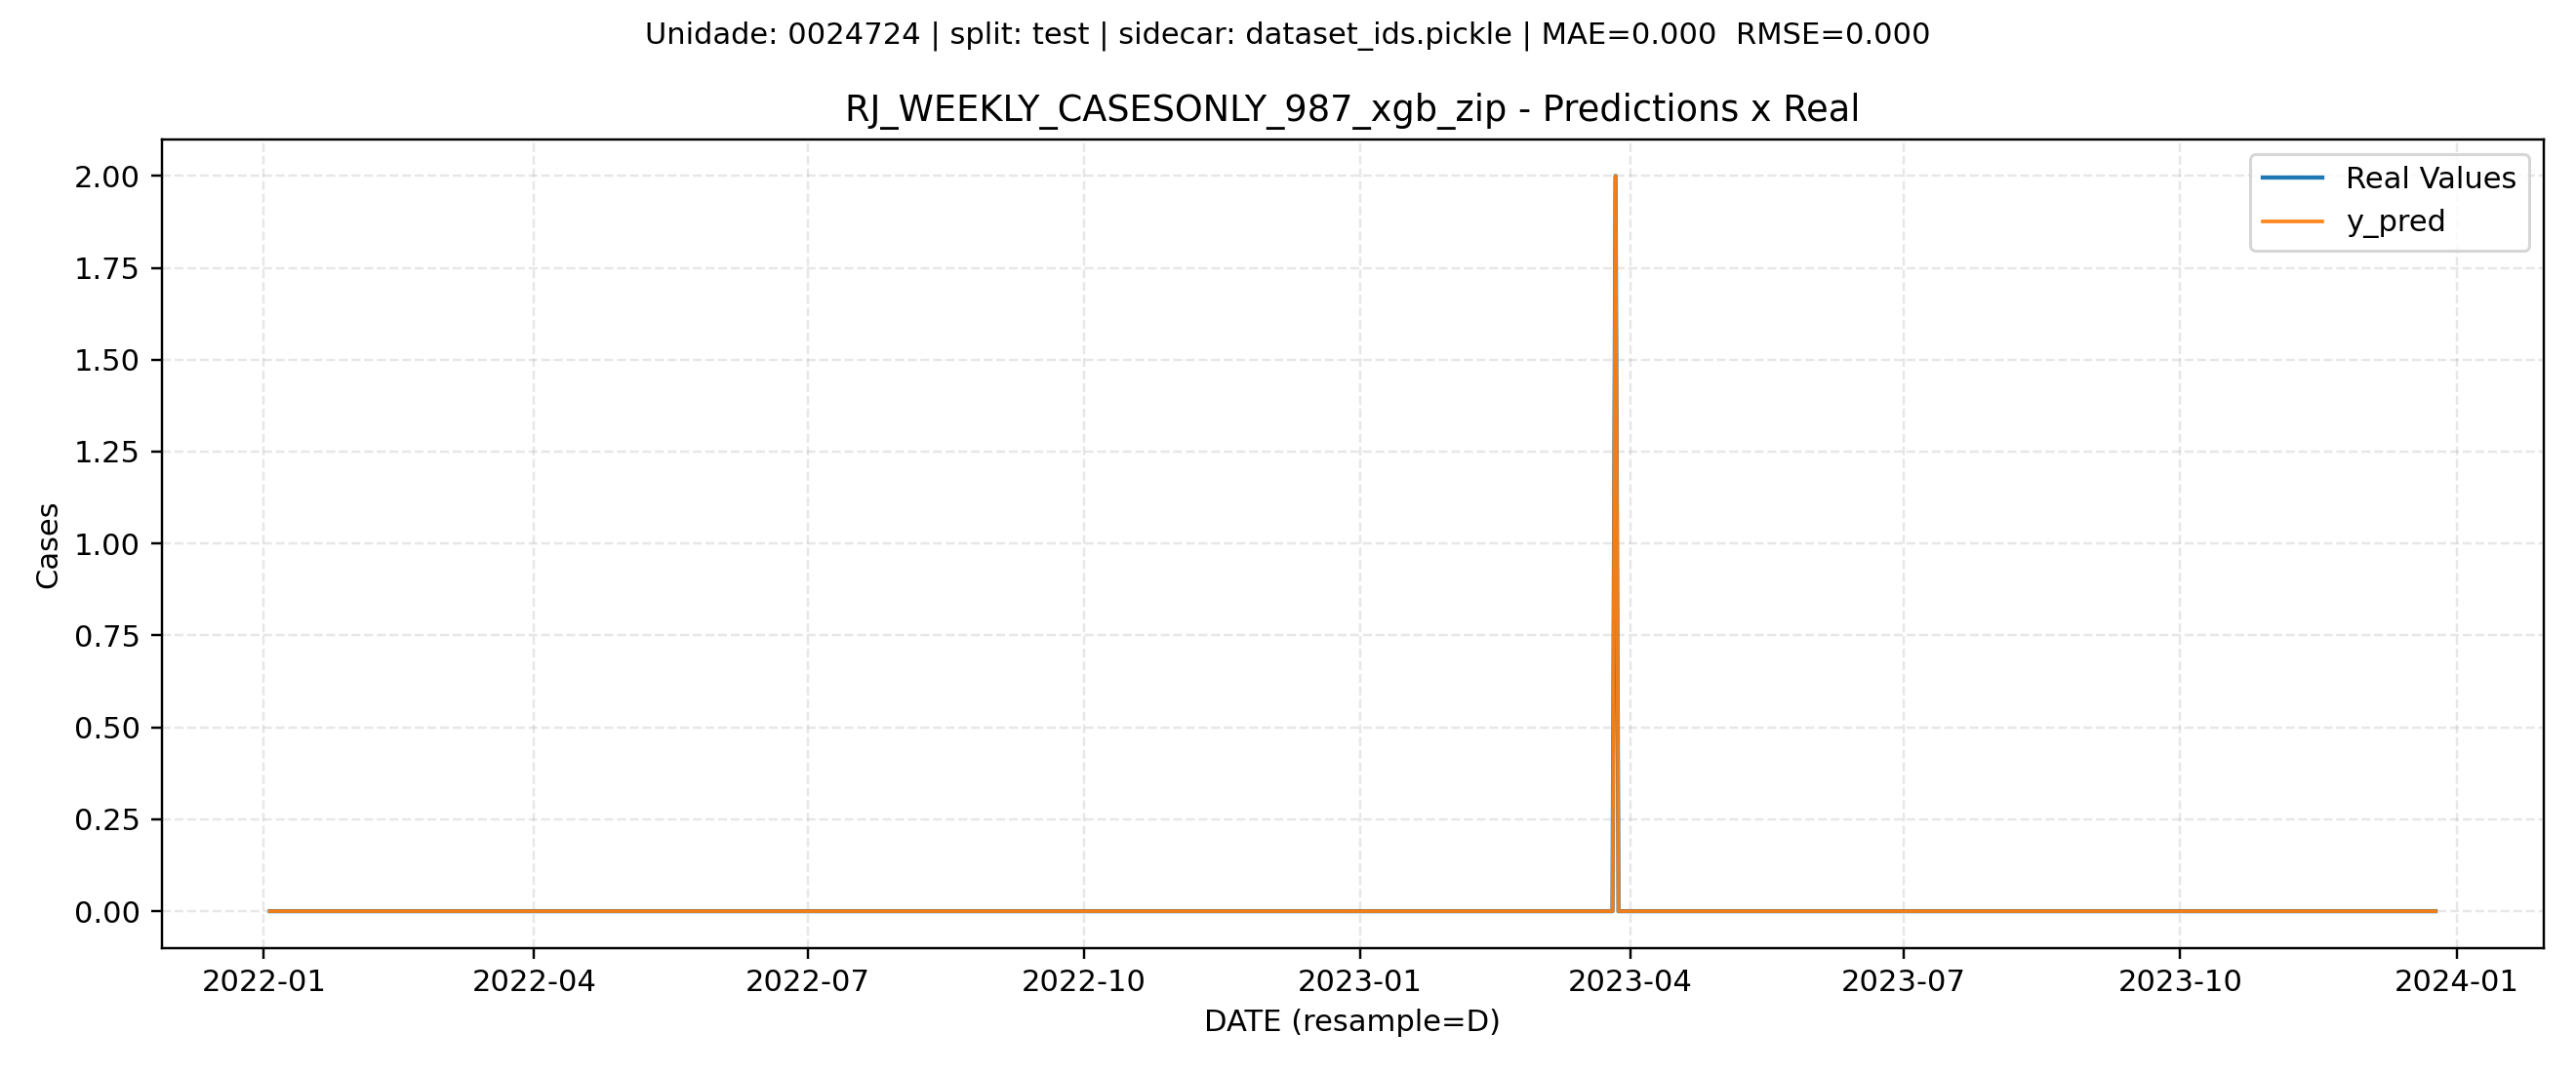 Unidade: 0024724 | split: test | sidecar: dataset_ids.pickle | MAE=0.000  RMSE=0.000
RJ_WEEKLY_CASESONLY_987_xgb_zip - Predictions x Real
Real Values
y_pred
2.00
1.75
1.50
1.25
1.00
0.75
0.50
0.25
0.00
Cases
2022-01 2022-04 2022-07 2022-10 2023-01 2023-04 2023-07 2023-10 2024-01
DATE (resample=D)